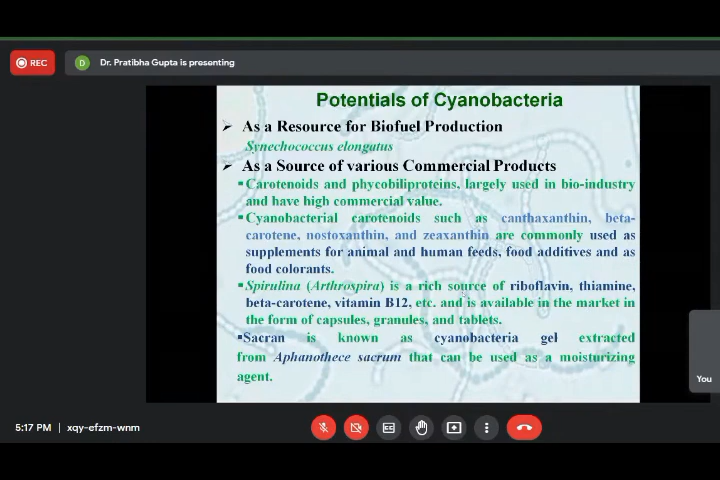 REC
D
Dr. Pratibha Gupta is presenting
Potentials of Cyanobacteria
➢ As a Resource for Biofuel Production
Synechococcus elongatus
➢ As a Source of various Commercial Products
▪Carotenoids and phycobiliproteins, largely used in bio-industry
and have high commercial value.
▪Cyanobacterial carotenoids such as canthaxanthin, beta-
carotene, nostoxanthin, and zeaxanthin are commonly used as
supplements for animal and human feeds, food additives and as
food colorants.
▪Spirulina (Arthrospira) is a rich source of riboflavin, thiamine,
beta-carotene, vitamin B12, etc. and is available in the market in
the form of capsules, granules, and tablets.
▪Sacran is known as cyanobacteria gel extracted
from Aphanothece sacrum that can be used as a moisturizing
agent.
You
5:17 PM | xqy-efzm-wnm